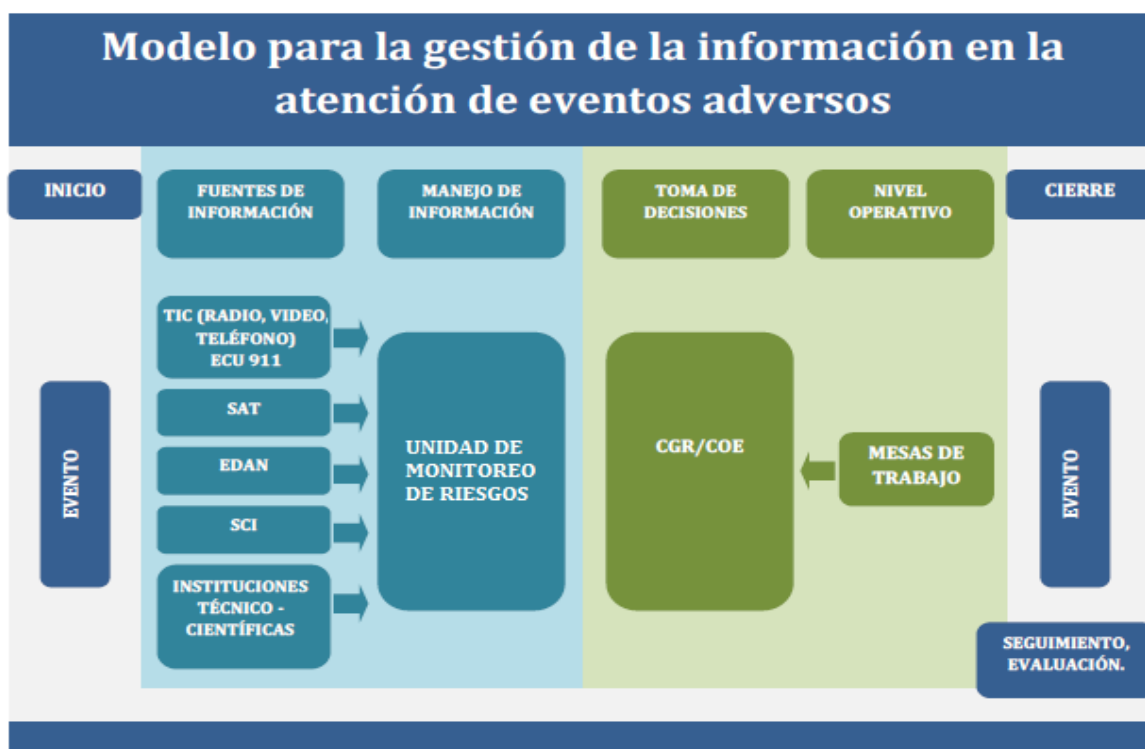 Modelo para la gestión de la información en la
atención de eventos adversos
INICIO
FUENTES DE
INFORMACIÓN
MANEJO DE
INFORMACIÓN
TOMA DE
DECISIONES
NIVEL
OPERATIVO
CIERRE
EVENTO
TIC (RADIO, VIDEO,
TELÉFONO)
ECU 911
SAT
EDAN
SCI
INSTITUCIONES
TÉCNICO -
CIENTÍFICAS
UNIDAD DE
MONITOREO
DE RIESGOS
CGR/COE
MESAS DE
TRABAJO
EVENTO
SEGUIMIENTO,
EVALUACIÓN.